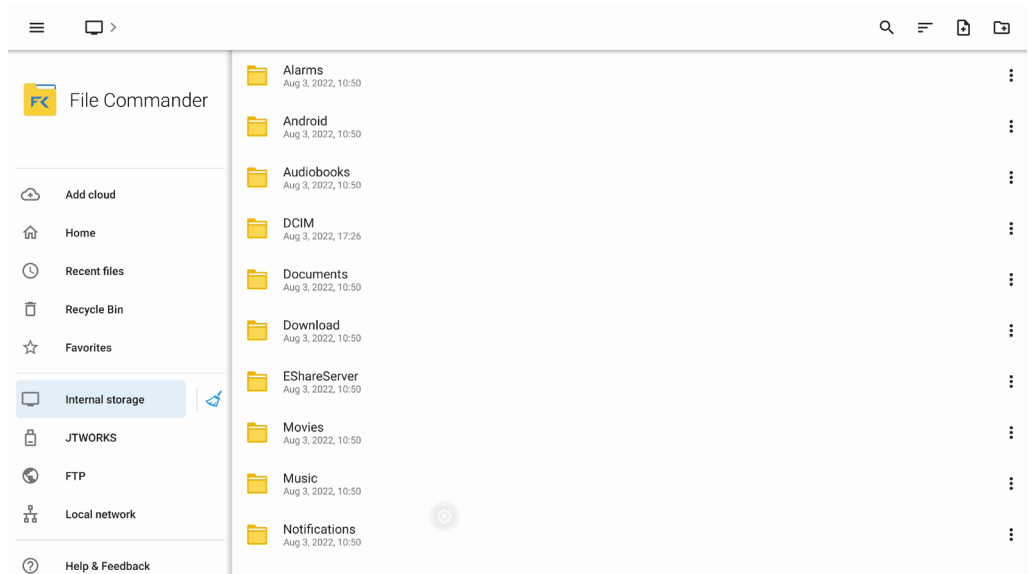 File Commander
Add cloud
Home
Recent files
Recycle Bin
Favorites
Internal storage
JTWORKS
FTP
Local network
Help & Feedback
Alarms
Aug 3, 2022, 10:50
Android
Aug 3, 2022, 10:50
Audiobooks
Aug 3, 2022, 10:50
DCIM
Aug 3, 2022, 17:26
Documents
Aug 3, 2022, 10:50
Download
Aug 3, 2022, 10:50
EShareServer
Aug 3, 2022, 10:50
Movies
Aug 3, 2022, 10:50
Music
Aug 3, 2022, 10:50
Notifications
Aug 3, 2022, 10:50